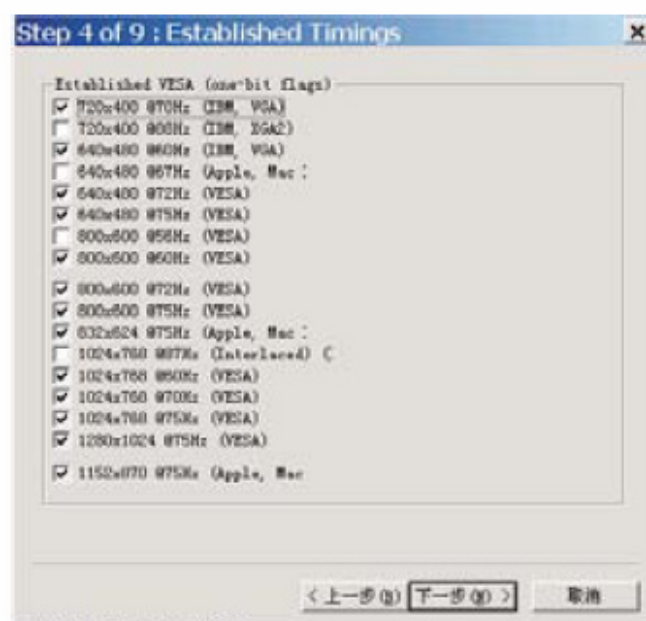 Step 4 of 9 : Established Timings
Established VESA (one-bit flags)
720x400 @70Hz (IBM, VGA)
720x400 @88Hz (IBM, XGA2)
640x480 @60Hz (IBM, VGA)
640x480 @67Hz (Apple, Mac
640x480 @72Hz (VESA)
640x480 @75Hz (VESA)
800x600 @56Hz (VESA)
800x600 @60Hz (VESA)
800x600 @72Hz (VESA)
800x600 @75Hz (VESA)
832x624 @75Hz (Apple, Mac
1024x768 @87Hz (Interlaced) (
1024x768 @60Hz (VESA)
1024x768 @70Hz (VESA)
1024x768 @75Hz (VESA)
1280x1024 @75Hz (VESA)
1152x870 @75Hz (Apple, Mac
< 上一步(B) 下一步(N) > 取消